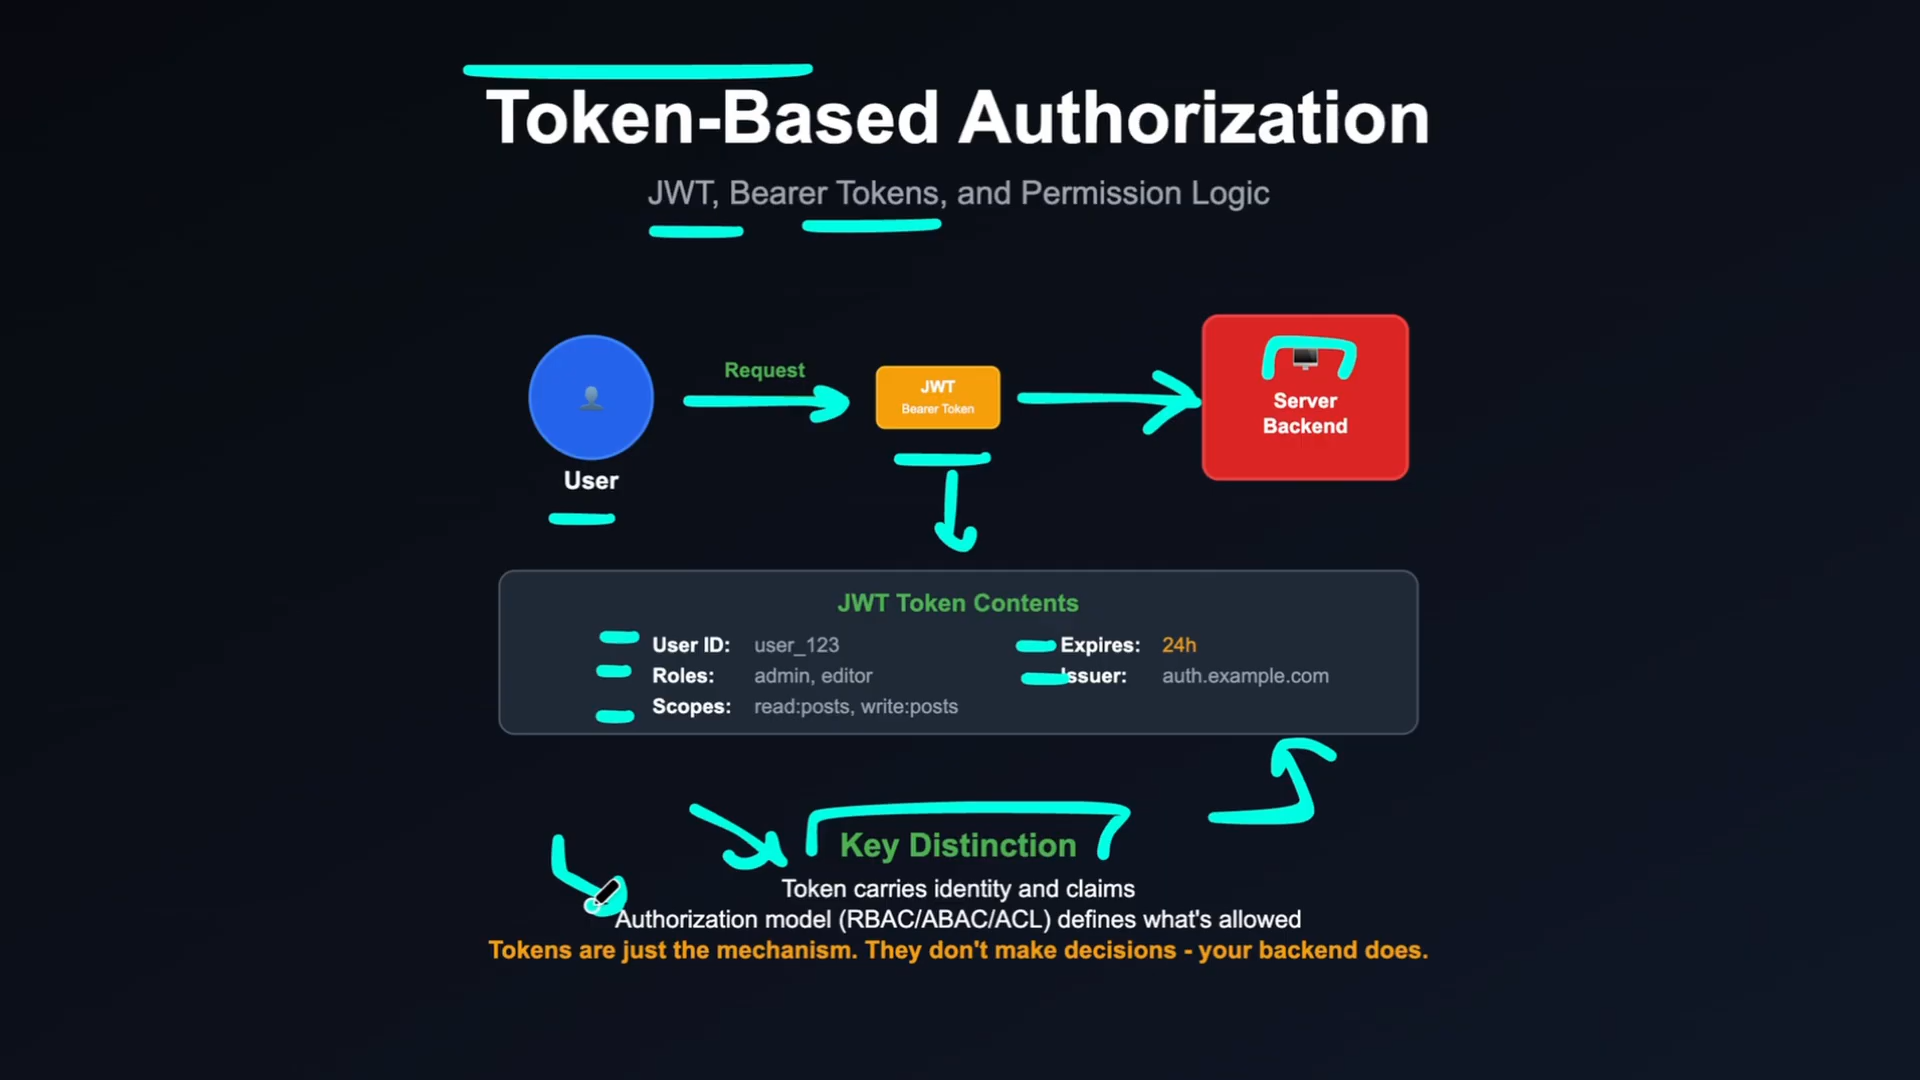 Token-Based Authorization
JWT, Bearer Tokens, and Permission Logic
Request
JWT
Bearer Token
Server
Backend
User
JWT Token Contents
User ID: user_123
Expires: 24h
Roles: admin, editor
Issuer: auth.example.com
Scopes: read:posts, write:posts
Key Distinction
Token carries identity and claims
Authorization model (RBAC/ABAC/ACL) defines what's allowed
Tokens are just the mechanism. They don't make decisions - your backend does.